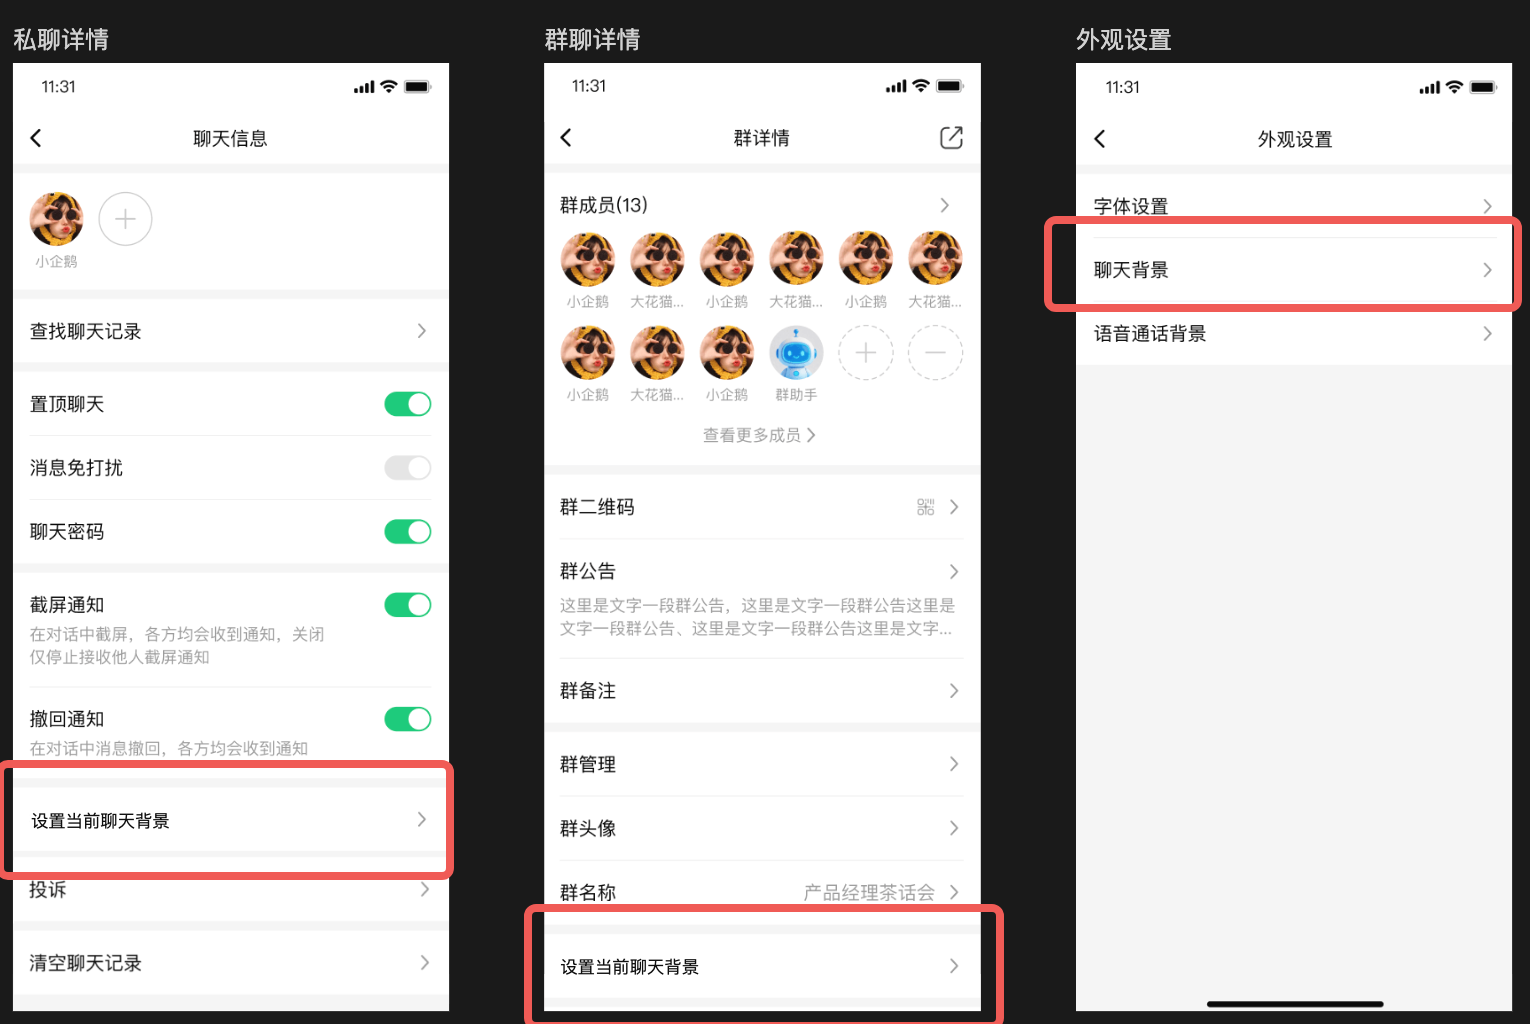 私聊详情
11:31
聊天信息
小企鹅
查找聊天记录
置顶聊天
消息免打扰
聊天密码
截屏通知
在对话中截屏，各方均会收到通知，关闭
仅停止接收他人截屏通知
撤回通知
在对话中消息撤回，各方均会收到通知
设置当前聊天背景
投诉
清空聊天记录
群聊详情
11:31
群详情
群成员(13)
小企鹅 大花猫... 小企鹅 大花猫... 小企鹅 大花猫...
小企鹅 大花猫... 小企鹅 群助手
查看更多成员
群二维码
群公告
这里是文字一段群公告，这里是文字一段群公告这里是
文字一段群公告、这里是文字一段群公告这里是文字...
群备注
群管理
群头像
群名称 产品经理茶话会
设置当前聊天背景
外观设置
11:31
外观设置
字体设置
聊天背景
语音通话背景